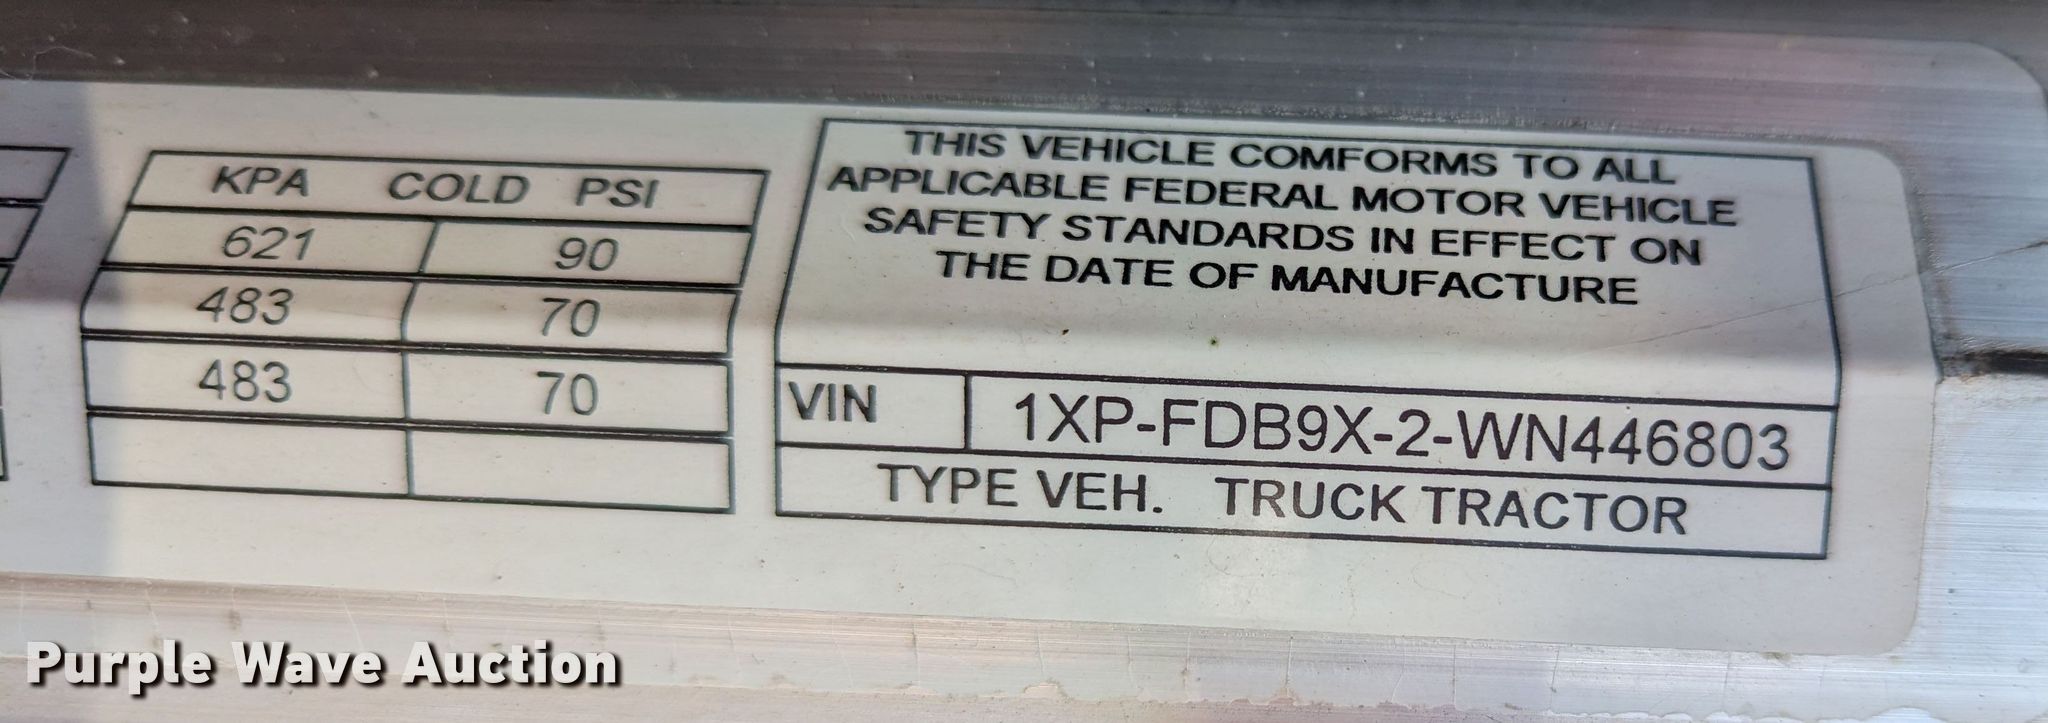 KPA COLD PSI
621 90
483 70
483 70
THIS VEHICLE COMFORMS TO ALL
APPLICABLE FEDERAL MOTOR VEHICLE
SAFETY STANDARDS IN EFFECT ON
THE DATE OF MANUFACTURE
VIN 1XP-FDB9X-2-WN446803
TYPE VEH. TRUCK TRACTOR
Purple Wave Auction